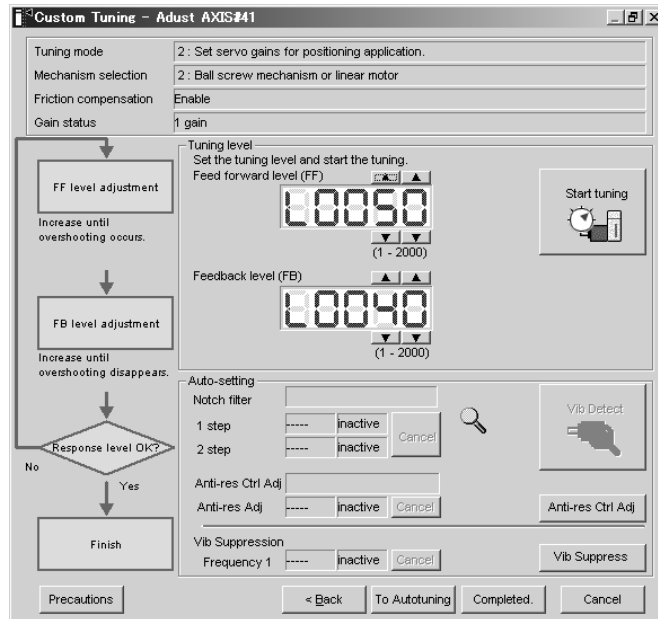 Custom Tuning - Adust AXIS#41
Tuning mode 2 : Set servo gains for positioning application.
Mechanism selection 2 : Ball screw mechanism or linear motor
Friction compensation Enable
Gain status 1 gain
FF level adjustment
Increase until
overshooting occurs.
FB level adjustment
Increase until
overshooting disappears.
Response level OK?
No
Yes
Finish
Tuning level
Set the tuning level and start the tuning.
Feed forward level (FF)
L0050
(1 - 2000)
Feedback level (FB)
L0040
(1 - 2000)
Start tuning
Auto-setting
Notch filter
1 step ----- inactive
2 step ----- inactive
Cancel
Vib Detect
Anti-res Ctrl Adj
Anti-res Adj ----- inactive Cancel
Anti-res Ctrl Adj
Vib Suppression
Frequency 1 ----- inactive Cancel
Vib Suppress
Precautions < Back To Autotuning Completed. Cancel